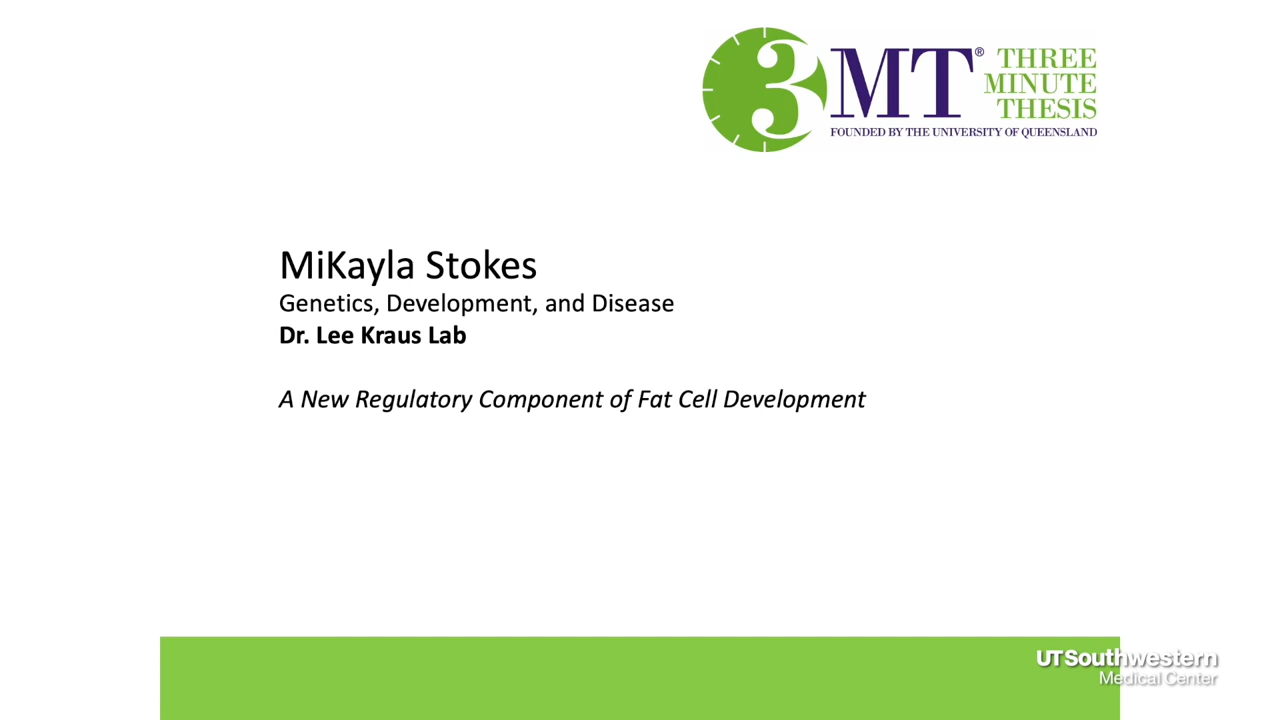 3MT® THREE
MINUTE
THESIS
FOUNDED BY THE UNIVERSITY OF QUEENSLAND
MiKayla Stokes
Genetics, Development, and Disease
Dr. Lee Kraus Lab
A New Regulatory Component of Fat Cell Development
UTSouthwestern
Medical Center